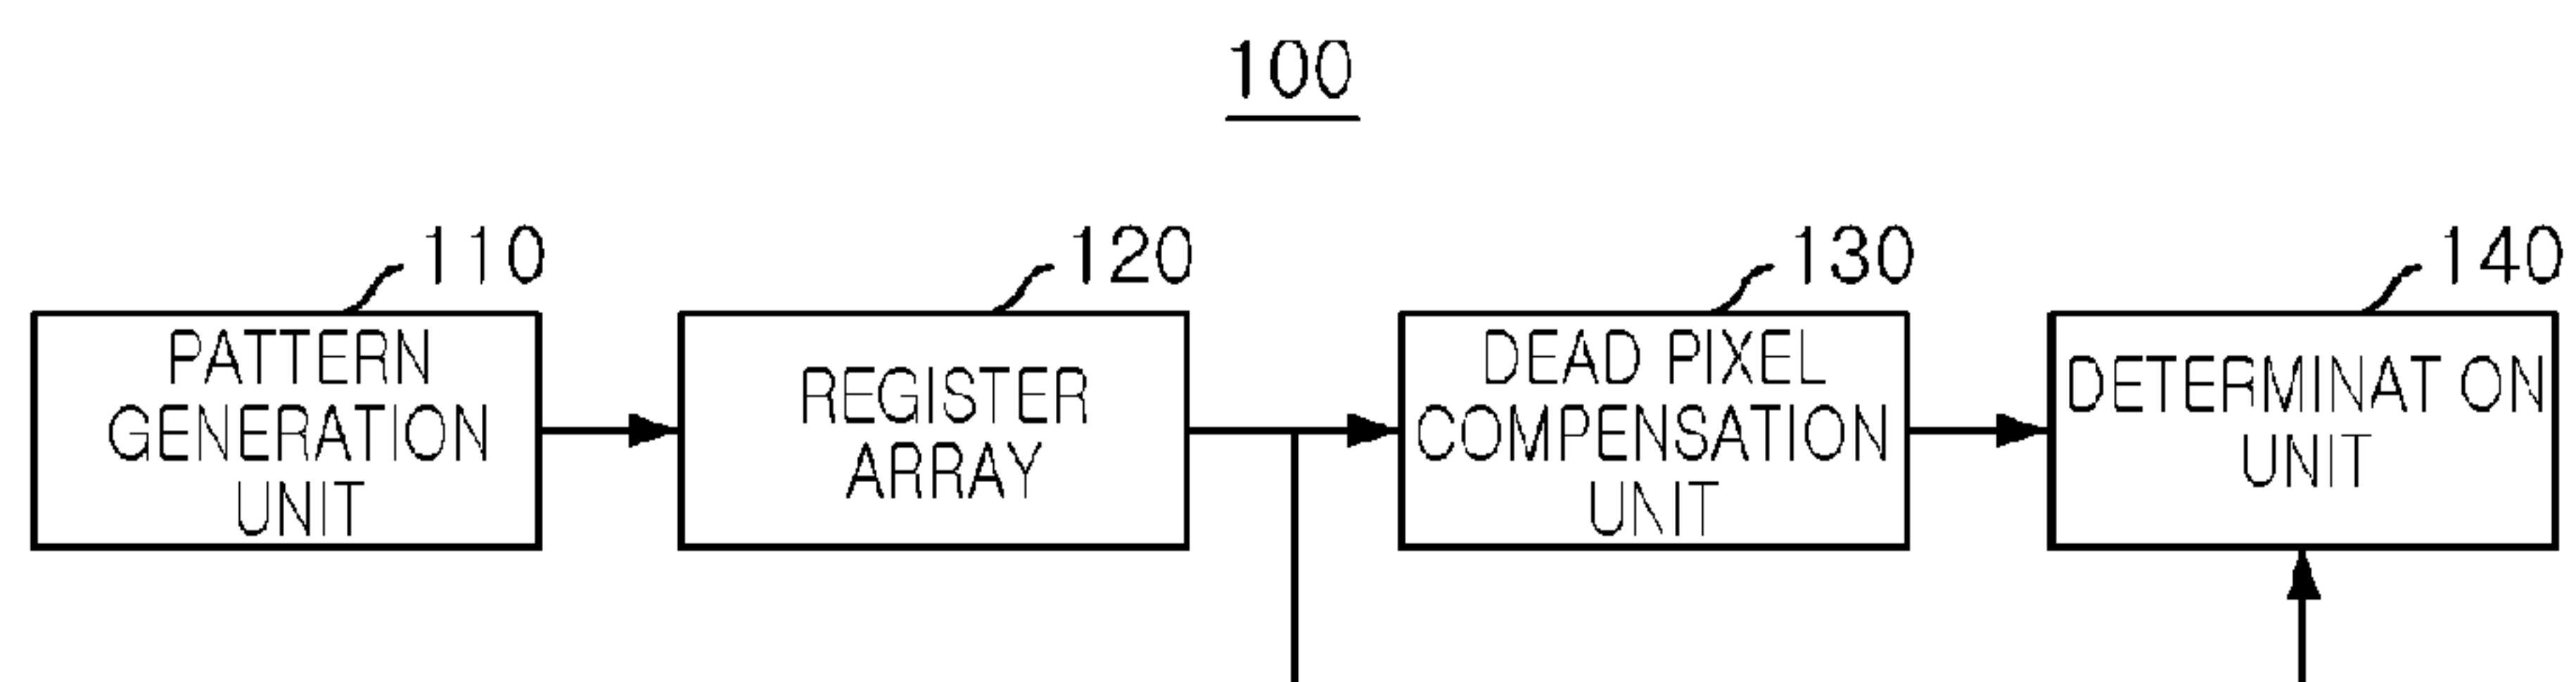 100
110
120
130
140
PATTERN
GENERATION
UNIT
REGISTER
ARRAY
DEAD PIXEL
COMPENSATION
UNIT
DETERMINAT ON
UNIT